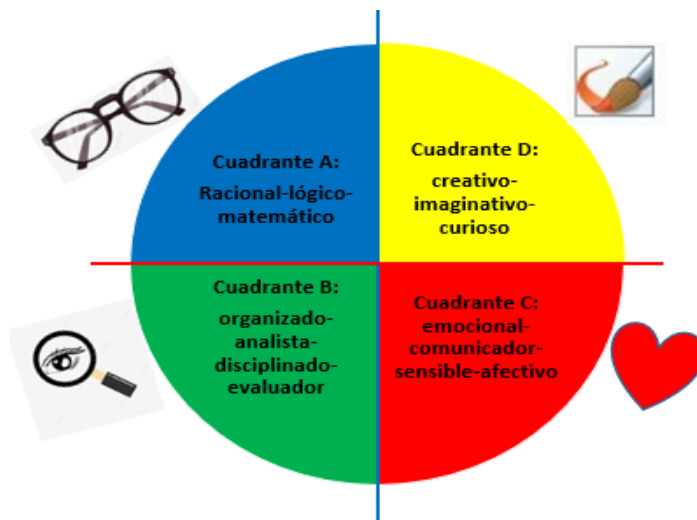 Cuadrante A:
Racional-lógico-
matemático
Cuadrante D:
creativo-
imaginativo-
curioso
Cuadrante B:
organizado-
analista-
disciplinado-
evaluador
Cuadrante C:
emocional-
comunicador-
sensible-afectivo